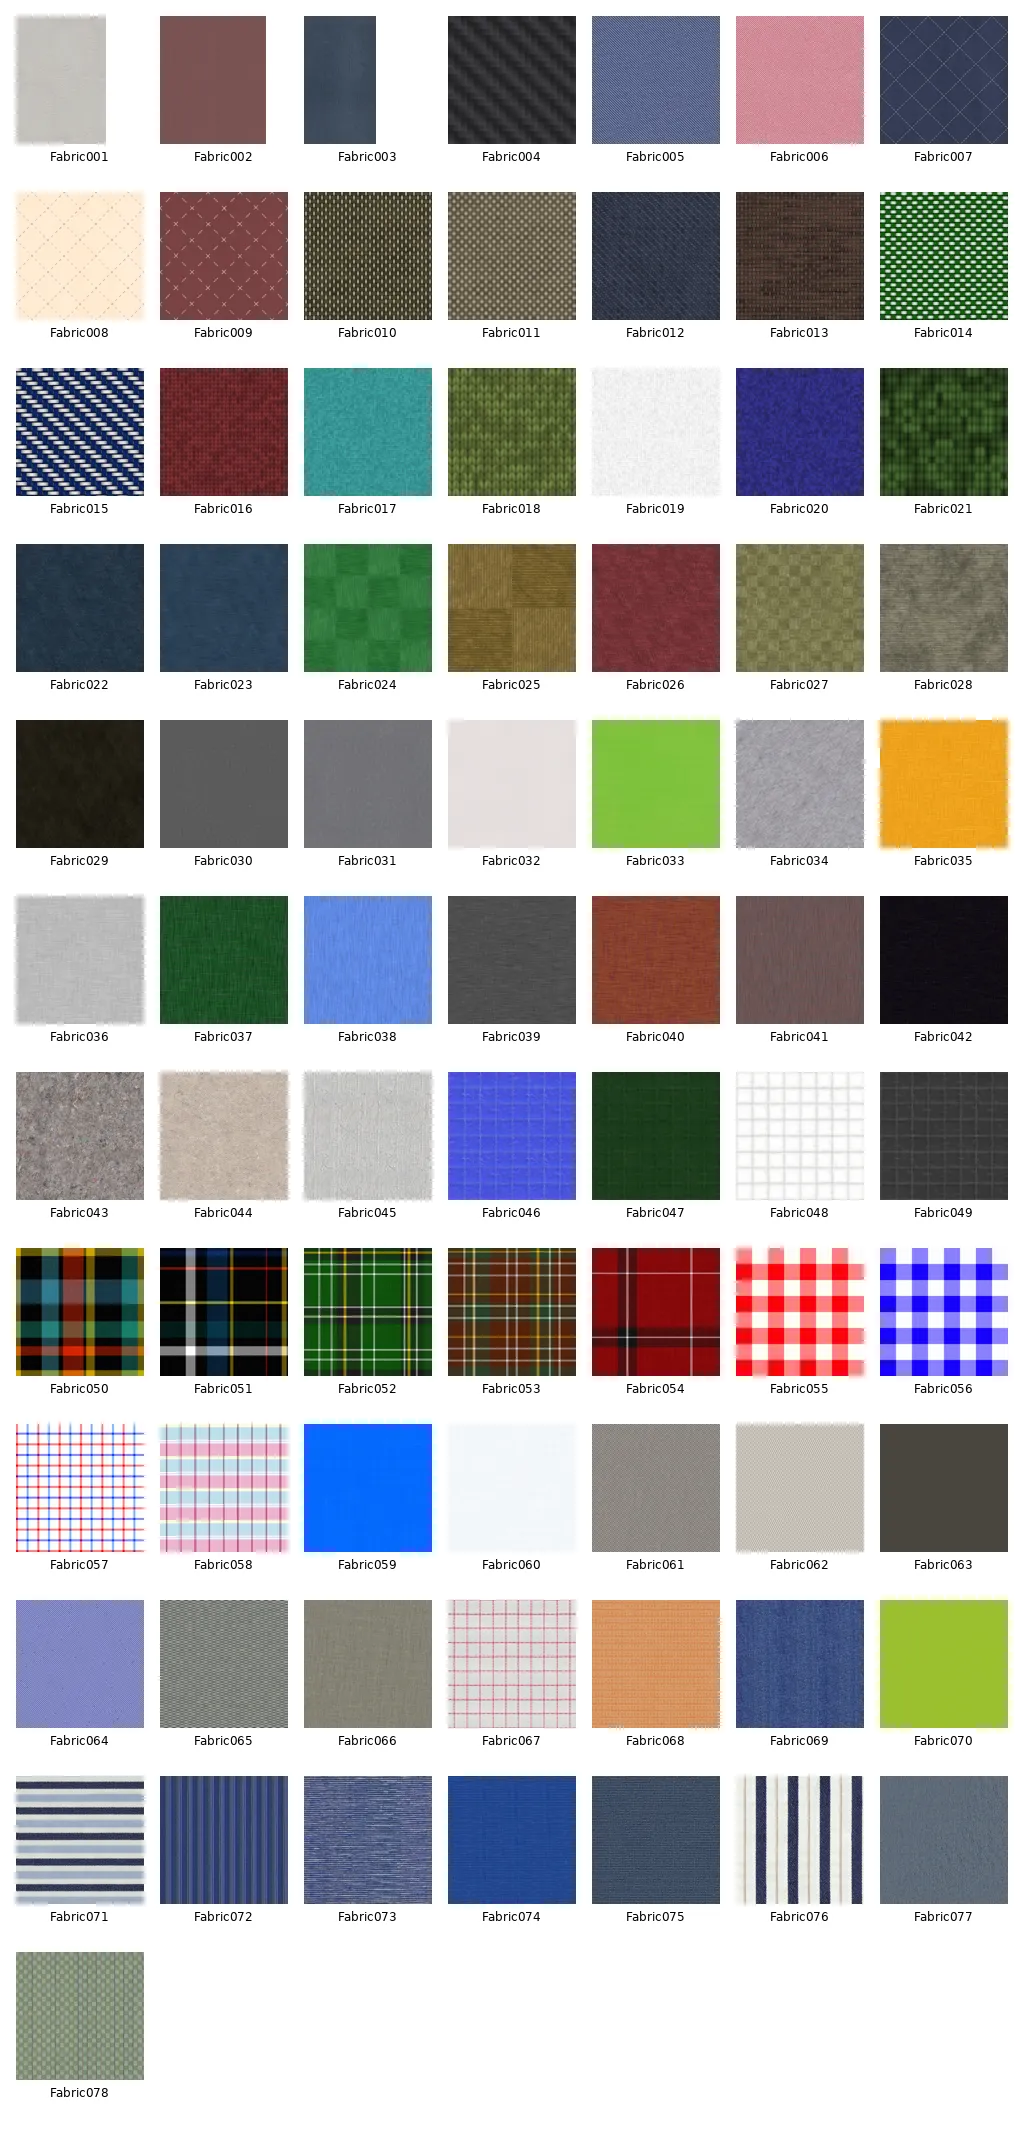 Fabric001 Fabric002 Fabric003 Fabric004 Fabric005 Fabric006 Fabric007
Fabric008 Fabric009 Fabric010 Fabric011 Fabric012 Fabric013 Fabric014
Fabric015 Fabric016 Fabric017 Fabric018 Fabric019 Fabric020 Fabric021
Fabric022 Fabric023 Fabric024 Fabric025 Fabric026 Fabric027 Fabric028
Fabric029 Fabric030 Fabric031 Fabric032 Fabric033 Fabric034 Fabric035
Fabric036 Fabric037 Fabric038 Fabric039 Fabric040 Fabric041 Fabric042
Fabric043 Fabric044 Fabric045 Fabric046 Fabric047 Fabric048 Fabric049
Fabric050 Fabric051 Fabric052 Fabric053 Fabric054 Fabric055 Fabric056
Fabric057 Fabric058 Fabric059 Fabric060 Fabric061 Fabric062 Fabric063
Fabric064 Fabric065 Fabric066 Fabric067 Fabric068 Fabric069 Fabric070
Fabric071 Fabric072 Fabric073 Fabric074 Fabric075 Fabric076 Fabric077
Fabric078